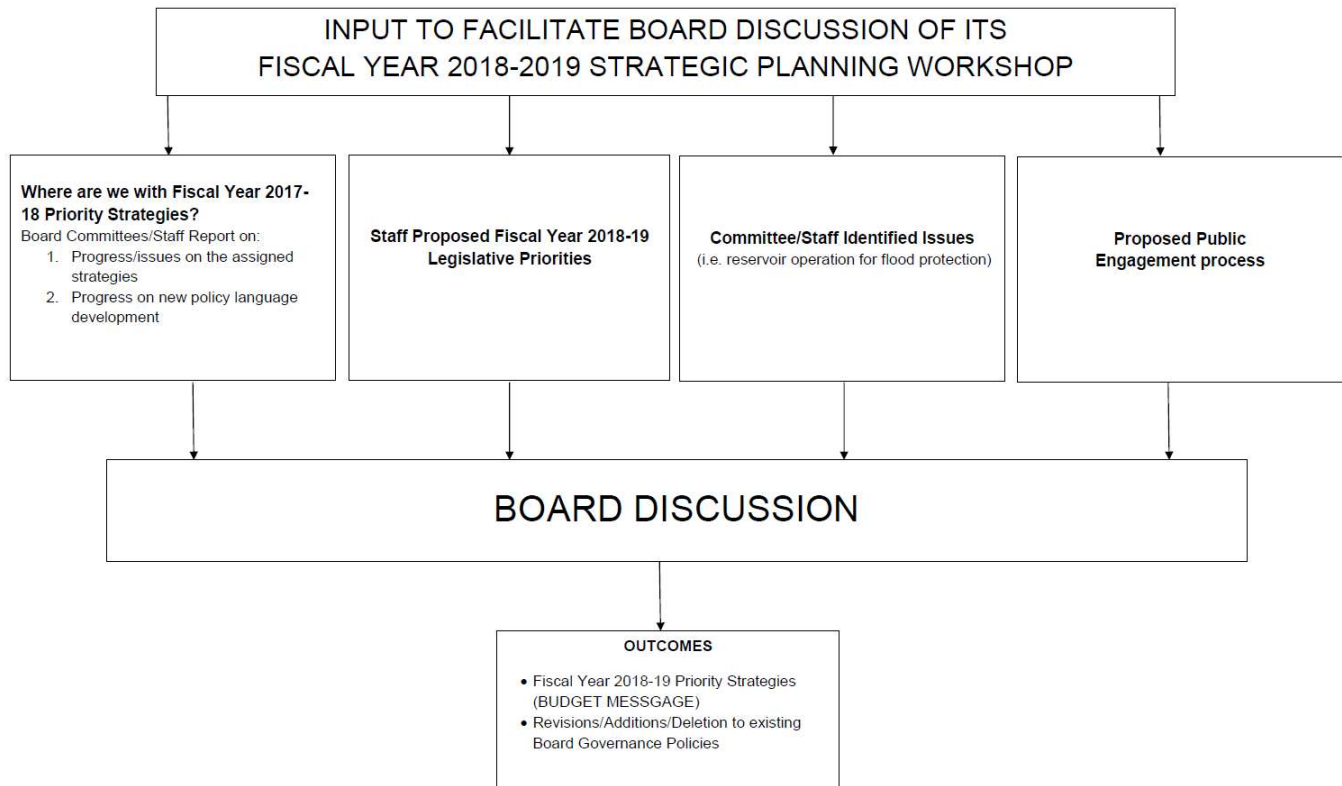 INPUT TO FACILITATE BOARD DISCUSSION OF ITS
FISCAL YEAR 2018-2019 STRATEGIC PLANNING WORKSHOP
Where are we with Fiscal Year 2017-
18 Priority Strategies?
Board Committees/Staff Report on:
1. Progress/issues on the assigned
strategies
2. Progress on new policy language
development
Staff Proposed Fiscal Year 2018-19
Legislative Priorities
Committee/Staff Identified Issues
(i.e. reservoir operation for flood protection)
Proposed Public
Engagement process
BOARD DISCUSSION
OUTCOMES
• Fiscal Year 2018-19 Priority Strategies
(BUDGET MESSGAGE)
• Revisions/Additions/Deletion to existing
Board Governance Policies